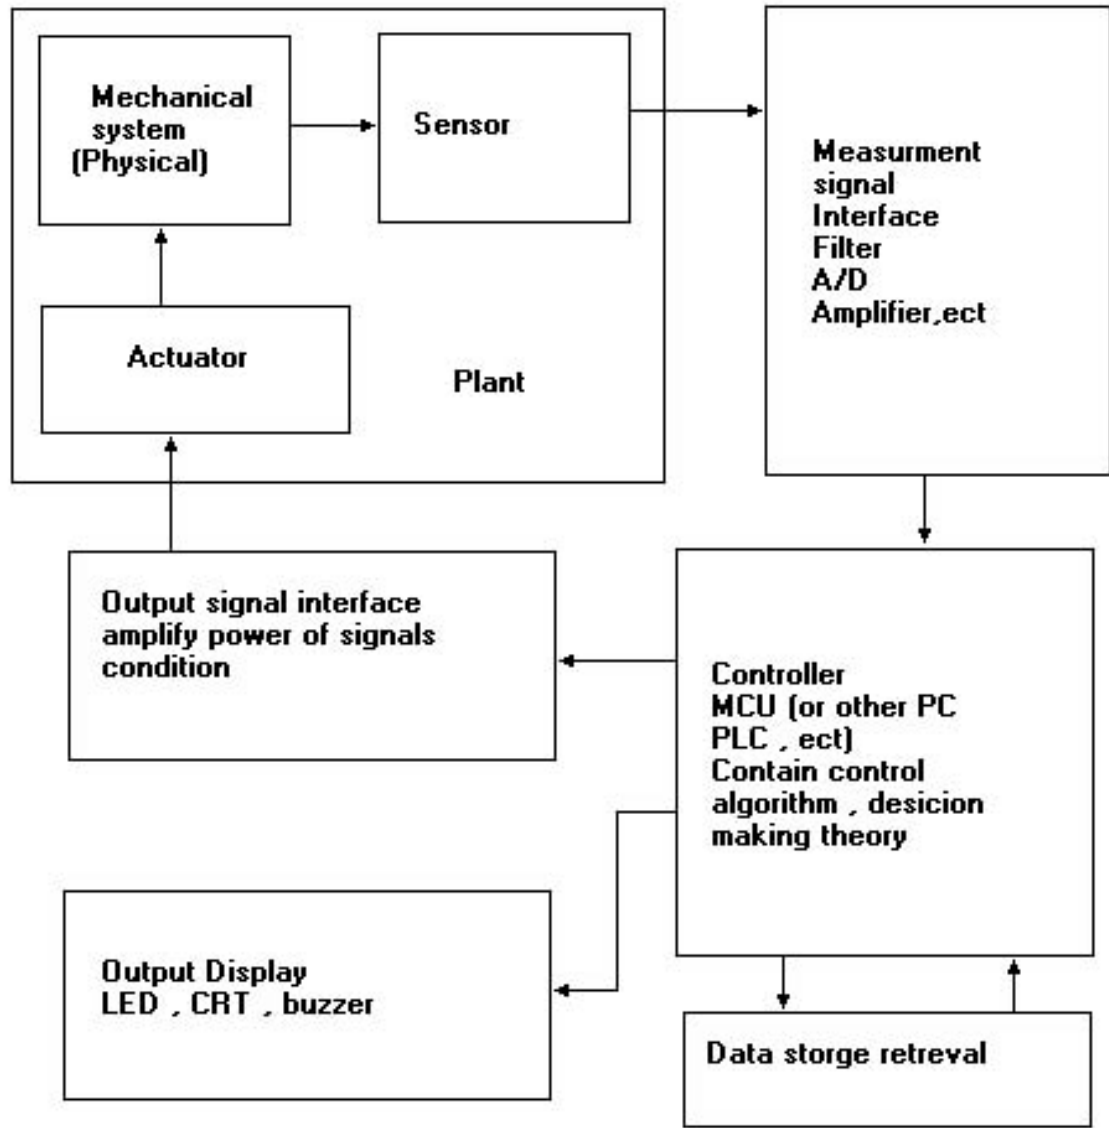 Mechanical
system
(Physical)
Sensor
Measurment
signal
Interface
Filter
A/D
Amplifier,ect
Actuator
Plant
Output signal interface
amplify power of signals
condition
Controller
MCU (or other PC
PLC , ect)
Contain control
algorithm , desicion
making theory
Output Display
LED , CRT , buzzer
Data storge retreval